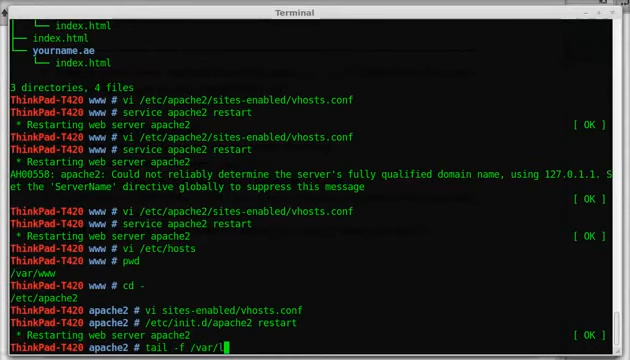 Terminal
│   └── index.html
├── index.html
└── yourname.ae
    └── index.html
3 directories, 4 files
ThinkPad-T420 www # vi /etc/apache2/sites-enabled/vhosts.conf
ThinkPad-T420 www # service apache2 restart
 * Restarting web server apache2 [ OK ]
ThinkPad-T420 www # vi /etc/apache2/sites-enabled/vhosts.conf
ThinkPad-T420 www # service apache2 restart
 * Restarting web server apache2
AH00558: apache2: Could not reliably determine the server's fully qualified domain name, using 127.0.1.1. S
et the 'ServerName' directive globally to suppress this message
[ OK ]
ThinkPad-T420 www # vi /etc/apache2/sites-enabled/vhosts.conf
ThinkPad-T420 www # service apache2 restart
 * Restarting web server apache2 [ OK ]
ThinkPad-T420 www # vi /etc/hosts
ThinkPad-T420 www # pwd
/var/www
ThinkPad-T420 www # cd -
/etc/apache2
ThinkPad-T420 apache2 # vi sites-enabled/vhosts.conf
ThinkPad-T420 apache2 # /etc/init.d/apache2 restart
 * Restarting web server apache2 [ OK ]
ThinkPad-T420 apache2 # tail -f /var/l